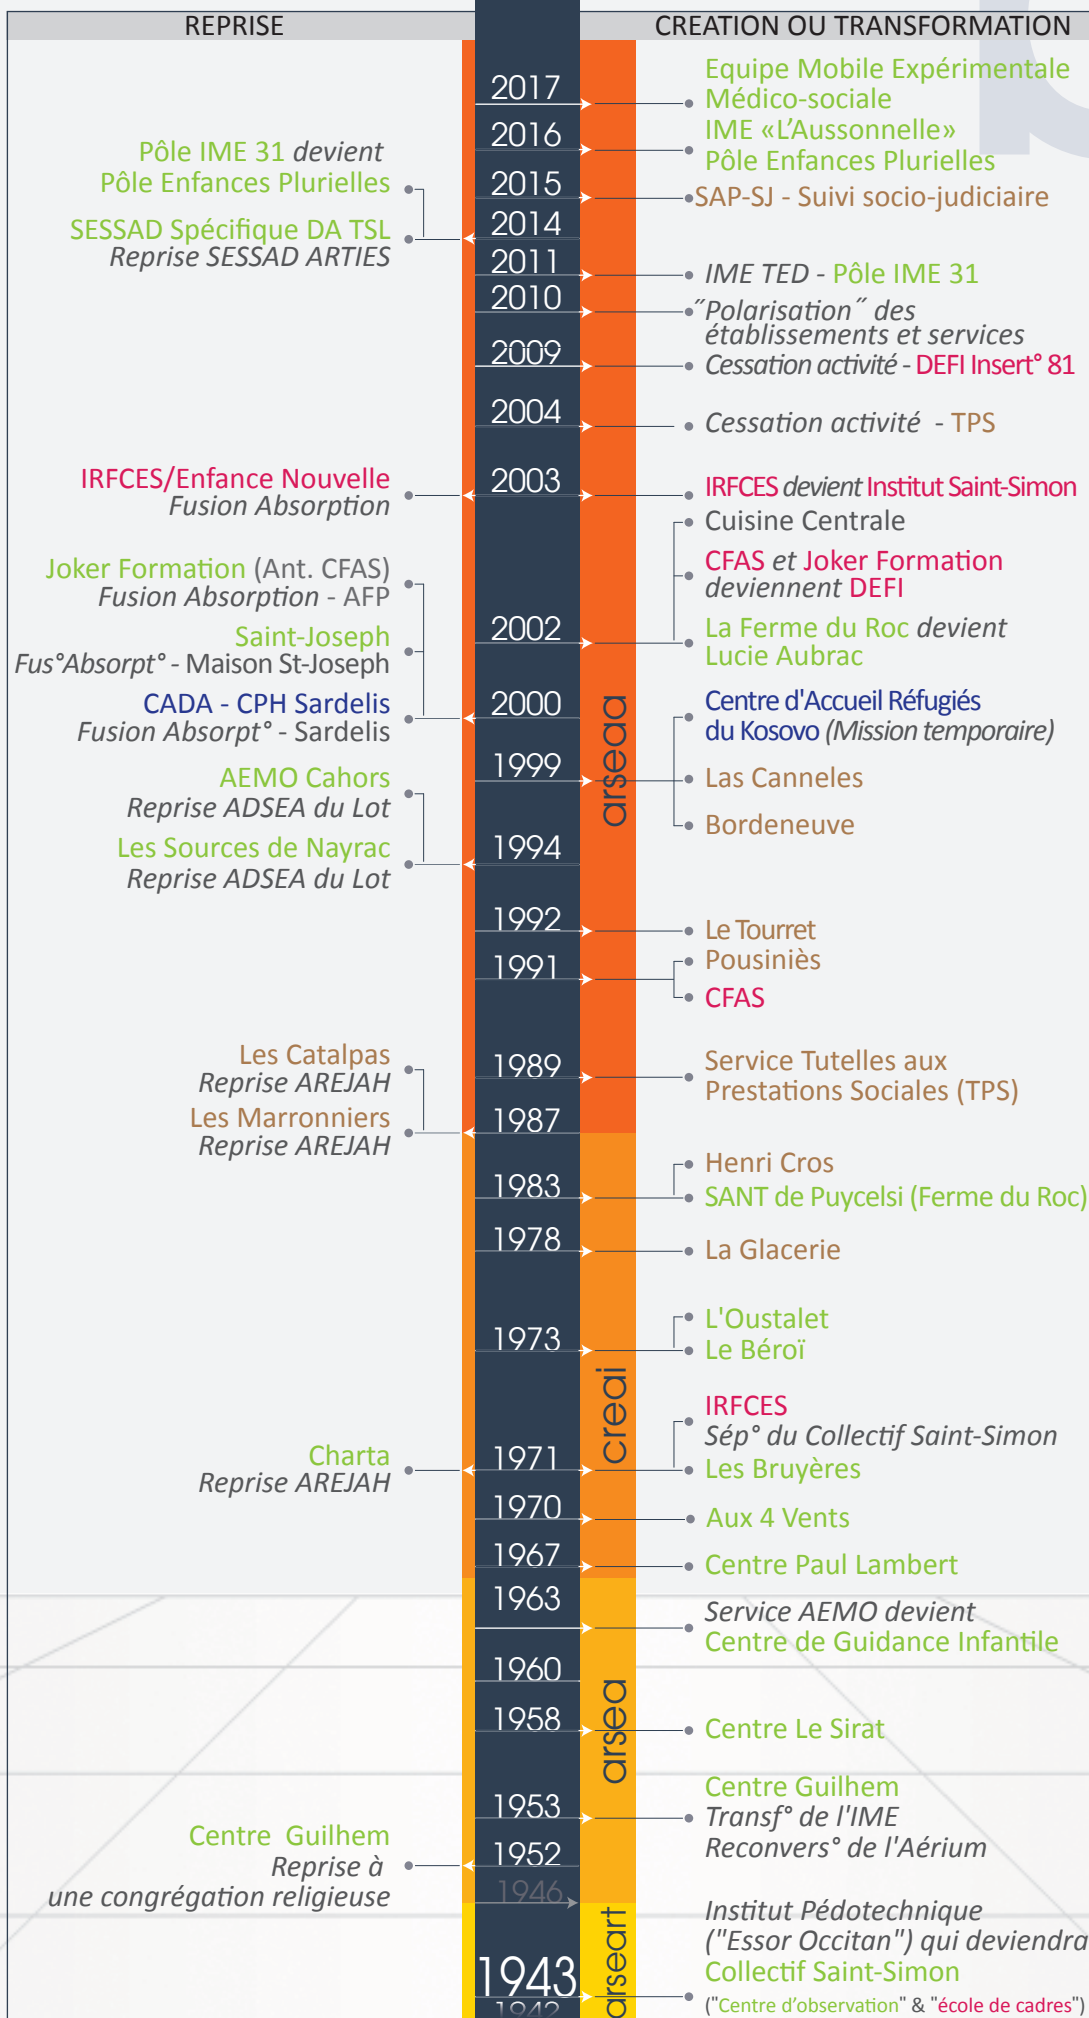 REPRISE
CREATION OU TRANSFORMATION
2017
Equipe Mobile Expérimentale
Médico-sociale
2016
IME «L’Aussonnelle»
Pôle Enfances Plurielles
Pôle IME 31 devient
Pôle Enfances Plurielles
2015
SAP-SJ - Suivi socio-judiciaire
SESSAD Spécifique DA TSL
Reprise SESSAD ARTIES
2014
2011
IME TED - Pôle IME 31
2010
˝Polarisation˝ des
établissements et services
2009
Cessation activité - DEFI Insert° 81
2004
Cessation activité - TPS
IRFCES/Enfance Nouvelle
Fusion Absorption
2003
IRFCES devient Institut Saint-Simon
Cuisine Centrale
CFAS et Joker Formation
deviennent DEFI
Joker Formation (Ant. CFAS)
Fusion Absorption - AFP
2002
La Ferme du Roc devient
Lucie Aubrac
Saint-Joseph
Fus°Absorpt° - Maison St-Joseph
CADA - CPH Sardelis
Fusion Absorpt° - Sardelis
2000
Centre d'Accueil Réfugiés
du Kosovo (Mission temporaire)
arseaa
1999
Las Canneles
Bordeneuve
AEMO Cahors
Reprise ADSEA du Lot
Les Sources de Nayrac
Reprise ADSEA du Lot
1994
1992
Le Tourret
1991
Pousiniès
CFAS
Les Catalpas
Reprise AREJAH
1989
Service Tutelles aux
Prestations Sociales (TPS)
Les Marronniers
Reprise AREJAH
1987
1983
Henri Cros
SANT de Puycelsi (Ferme du Roc)
1978
La Glacerie
1973
L'Oustalet
Le Béroï
creai
IRFCES
Sép° du Collectif Saint-Simon
Charta
Reprise AREJAH
1971
Les Bruyères
1970
Aux 4 Vents
1967
Centre Paul Lambert
1963
Service AEMO devient
Centre de Guidance Infantile
1960
arsea
1958
Centre Le Sirat
1953
Centre Guilhem
Transf° de l'IME
Reconvers° de l'Aérium
Centre Guilhem
Reprise à
une congrégation religieuse
1952
1946
arseart
Institut Pédotechnique
("Essor Occitan") qui deviendra
Collectif Saint-Simon
("Centre d’observation" & "école de cadres")
1943
1942